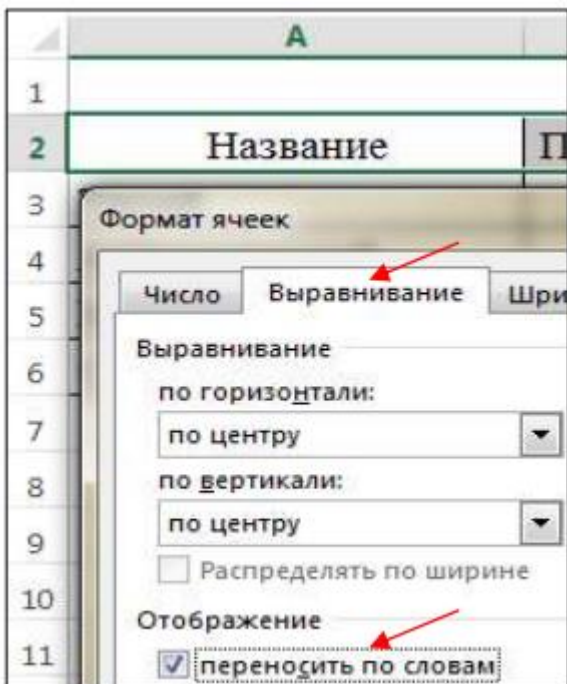 A
1
2 Название П
3
Формат ячеек
4
Число Выравнивание Шри
5
Выравнивание
6
по горизонтали:
7 по центру
по вертикали:
8
по центру
9
Распределять по ширине
10
Отображение
11 переносить по словам